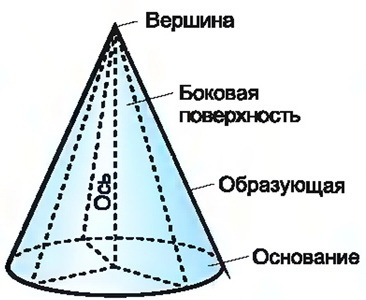 Вершина
Боковая
поверхность
Ось
Образующая
Основание